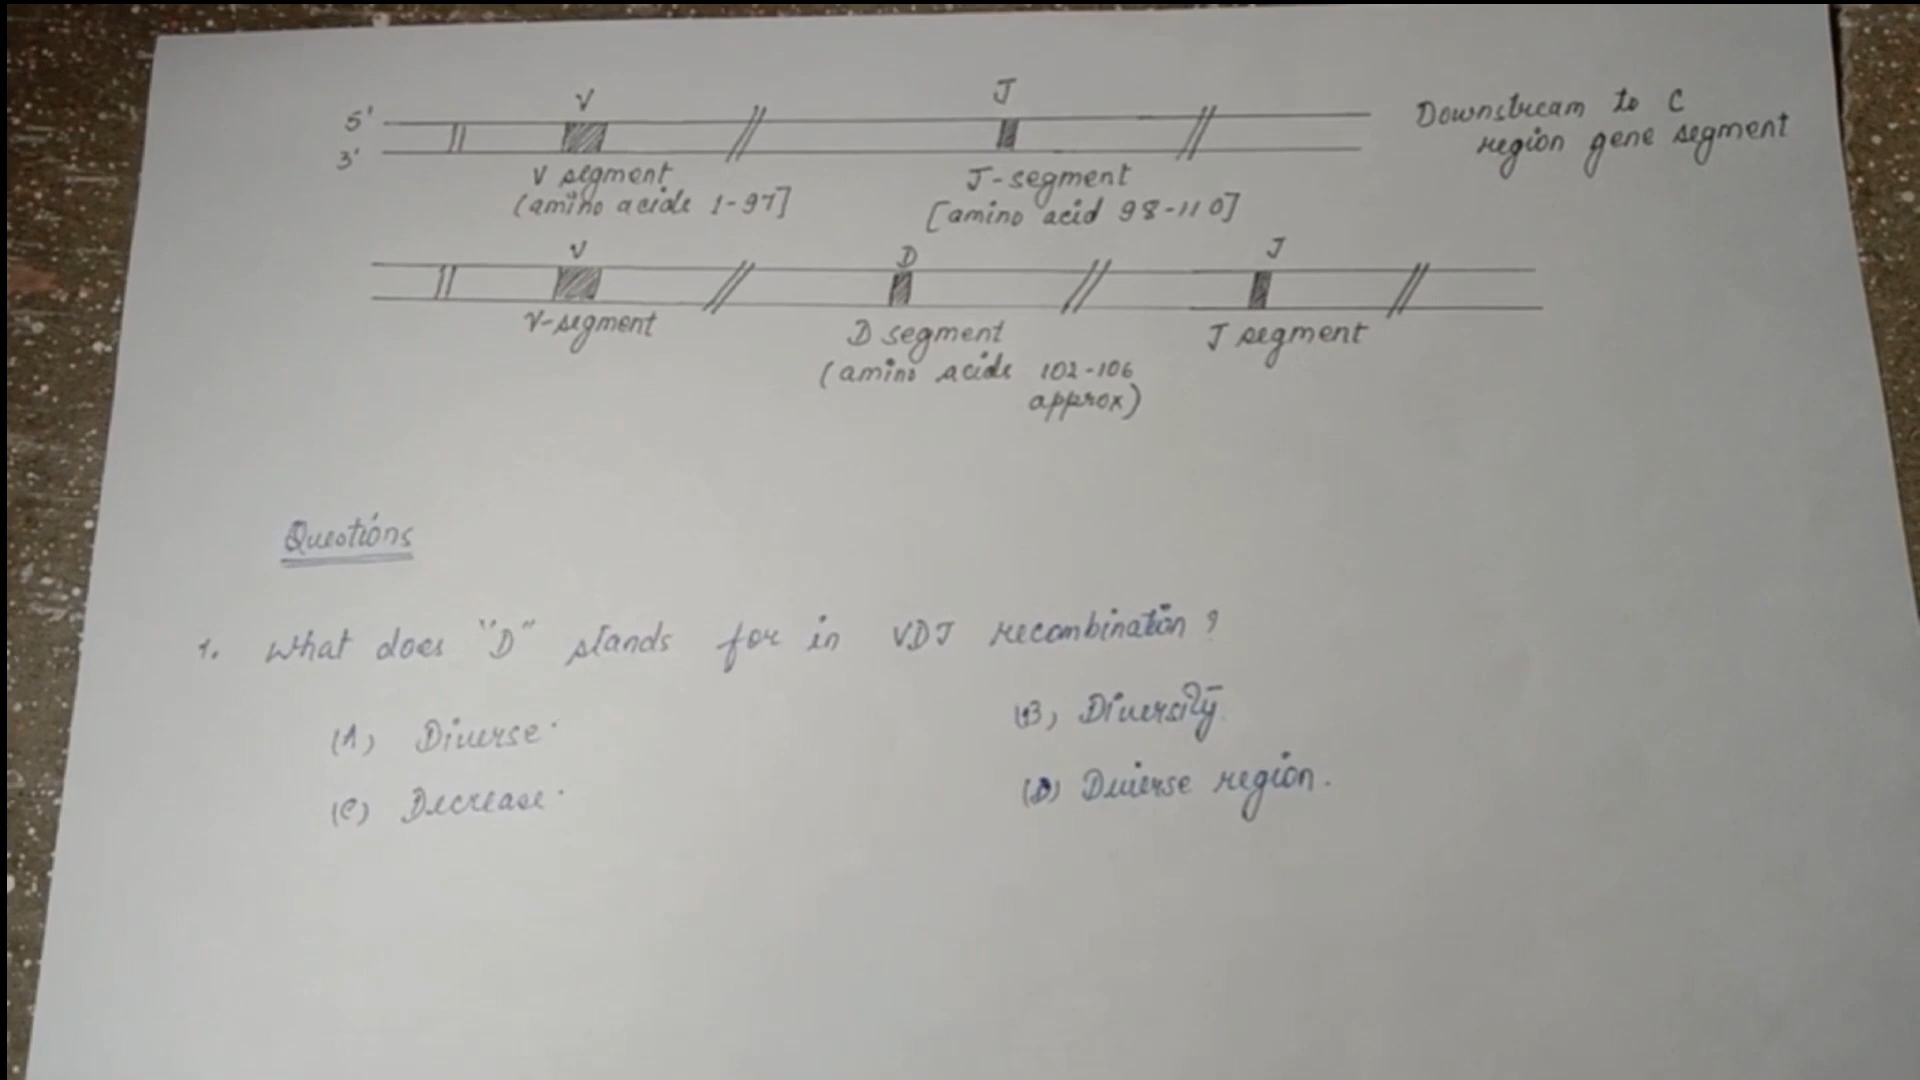 V J
5'
3'
Downstream to C
region gene segment
V segment
(amino acids 1-97]
J-segment
[amino acid 98-110]
V D J
V-segment
D segment
(amino acids 102-106
approx)
J segment
Questions
1. What does "D" stands for in VDJ recombination ?
(A) Diverse.
(B) Diversity.
(C) Decrease.
(D) Diverse region.